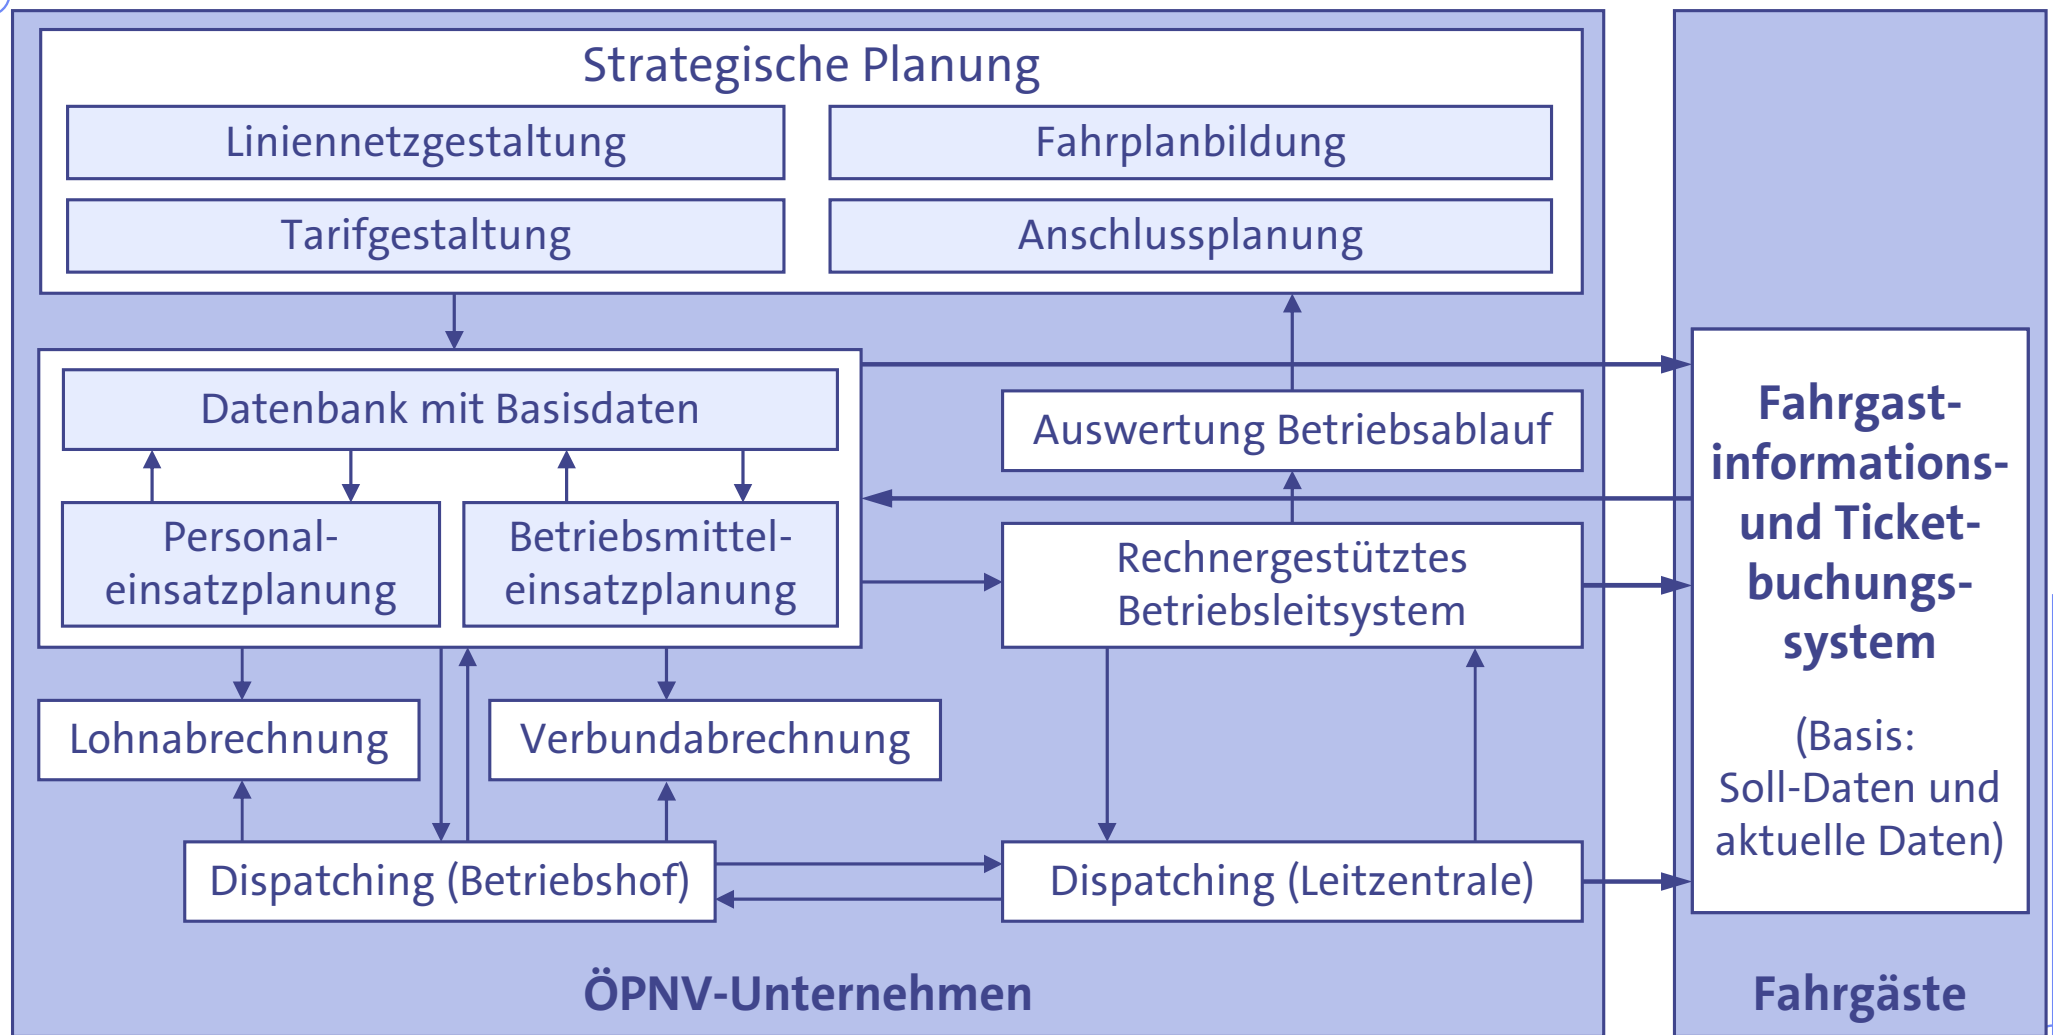 Strategische Planung
Liniennetzgestaltung
Fahrplanbildung
Tarifgestaltung
Anschlussplanung
Datenbank mit Basisdaten
Personal-
einsatzplanung
Betriebsmittel-
einsatzplanung
Auswertung Betriebsablauf
Rechnergestütztes
Betriebsleitsystem
Lohnabrechnung
Verbundabrechnung
Dispatching (Betriebshof)
Dispatching (Leitzentrale)
ÖPNV-Unternehmen
Fahrgast-
informations-
und Ticket-
buchungs-
system
(Basis:
Soll-Daten und
aktuelle Daten)
Fahrgäste